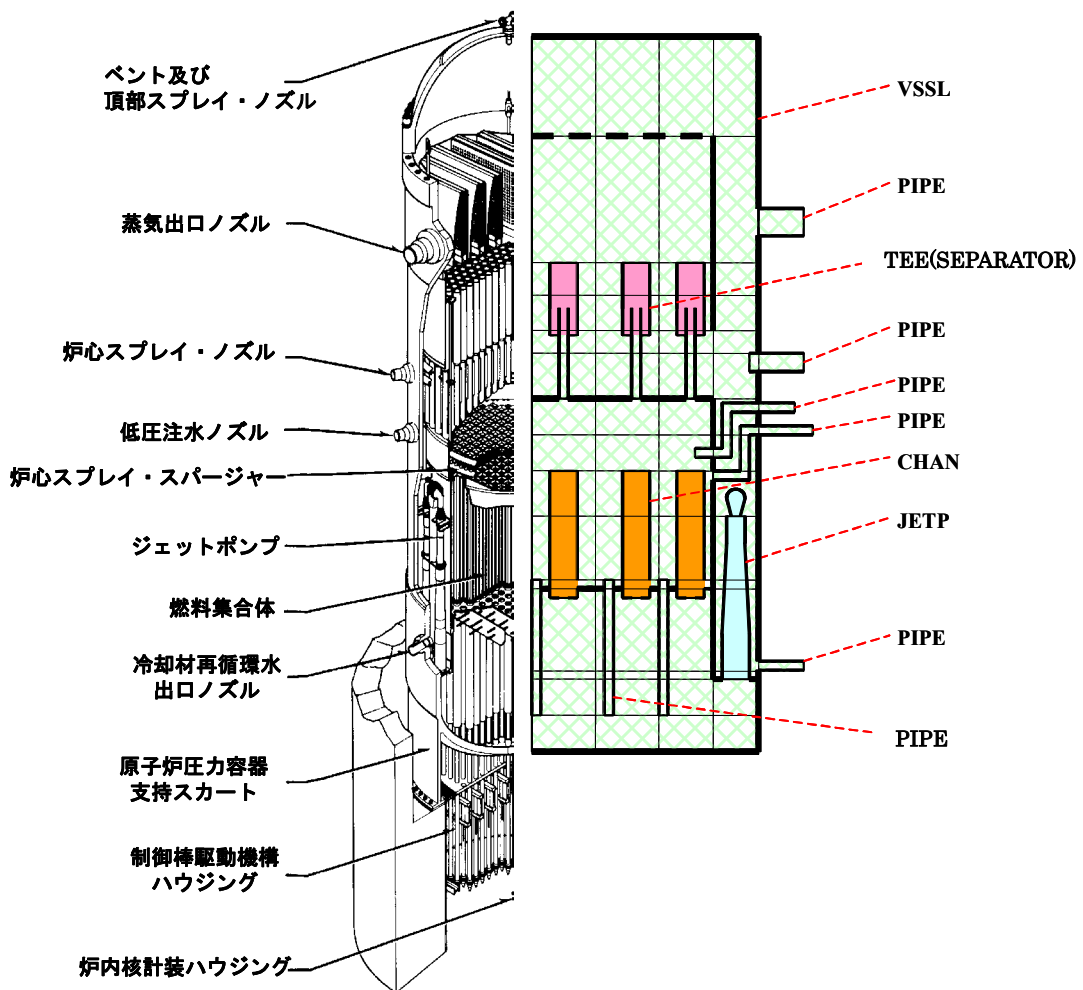 ベント及び
頂部スプレイ・ノズル
蒸気出口ノズル
炉心スプレイ・ノズル
低圧注水ノズル
炉心スプレイ・スパージャー
ジェットポンプ
燃料集合体
冷却材再循環水
出口ノズル
原子炉圧力容器
支持スカート
制御棒駆動機構
ハウジング
炉内核計装ハウジング
VSSL
PIPE
TEE(SEPARATOR)
PIPE
PIPE
PIPE
CHAN
JETP
PIPE
PIPE